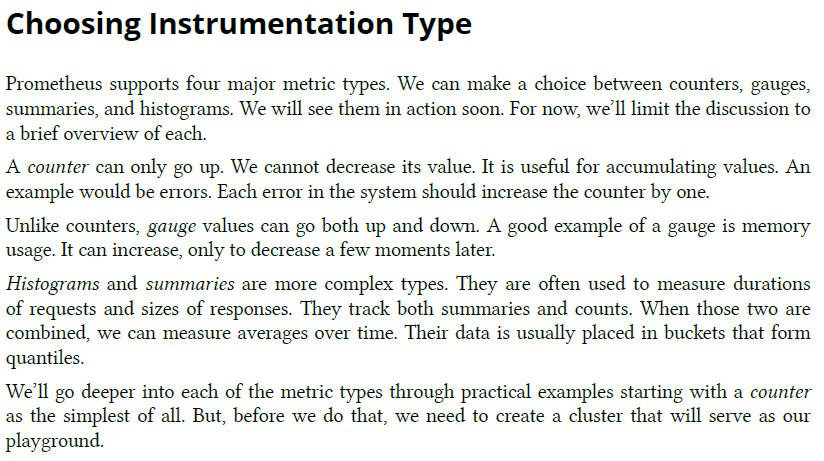 Choosing Instrumentation Type
Prometheus supports four major metric types. We can make a choice between counters, gauges,
summaries, and histograms. We will see them in action soon. For now, we’ll limit the discussion to
a brief overview of each.
A counter can only go up. We cannot decrease its value. It is useful for accumulating values. An
example would be errors. Each error in the system should increase the counter by one.
Unlike counters, gauge values can go both up and down. A good example of a gauge is memory
usage. It can increase, only to decrease a few moments later.
Histograms and summaries are more complex types. They are often used to measure durations
of requests and sizes of responses. They track both summaries and counts. When those two are
combined, we can measure averages over time. Their data is usually placed in buckets that form
quantiles.
We’ll go deeper into each of the metric types through practical examples starting with a counter
as the simplest of all. But, before we do that, we need to create a cluster that will serve as our
playground.